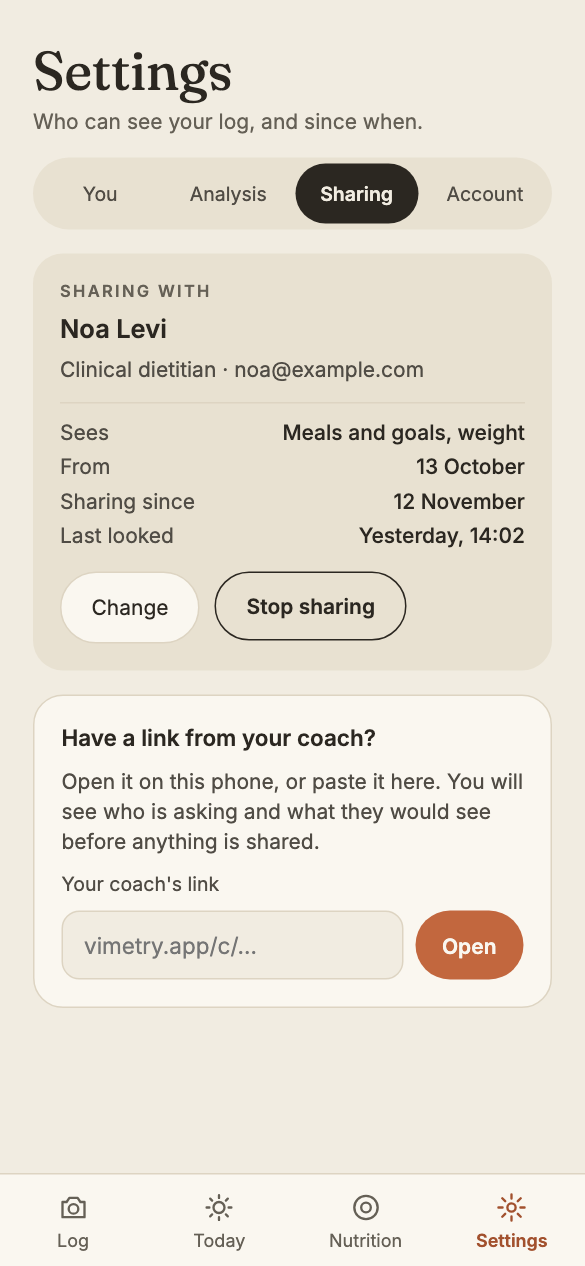 Settings
Who can see your log, and since when.
You Analysis Sharing Account
SHARING WITH
Noa Levi
Clinical dietitian · noa@example.com
Sees Meals and goals, weight
From 13 October
Sharing since 12 November
Last looked Yesterday, 14:02
Change Stop sharing
Have a link from your coach?
Open it on this phone, or paste it here. You will
see who is asking and what they would see
before anything is shared.
Your coach's link
vimetry.app/c/... Open
Log Today Nutrition Settings